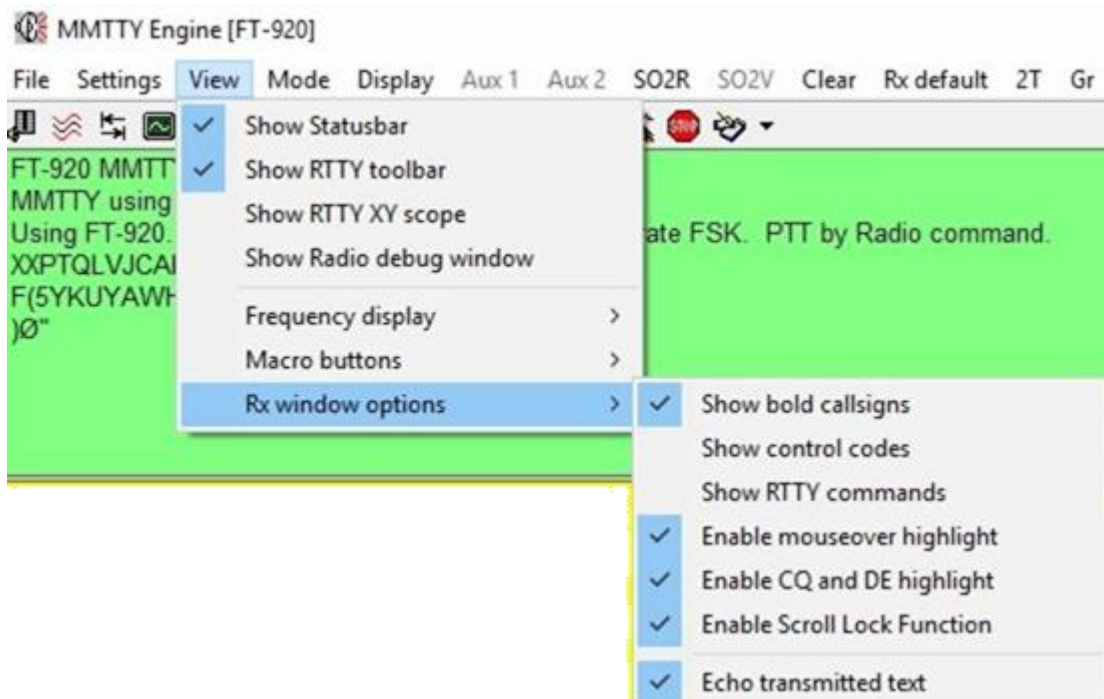 MMTTY Engine [FT-920]
File Settings View Mode Display Aux 1 Aux 2 SO2R SO2V Clear Rx default 2T Gr
STOP
Show Statusbar
Show RTTY toolbar
Show RTTY XY scope
Show Radio debug window
Frequency display
Macro buttons
Rx window options
FT-920 MMTT
MMTTY using
Using FT-920. ate FSK. PTT by Radio command.
XXPTQLVJCA
F(5YKUYAWH
)Ø"
Show bold callsigns
Show control codes
Show RTTY commands
Enable mouseover highlight
Enable CQ and DE highlight
Enable Scroll Lock Function
Echo transmitted text